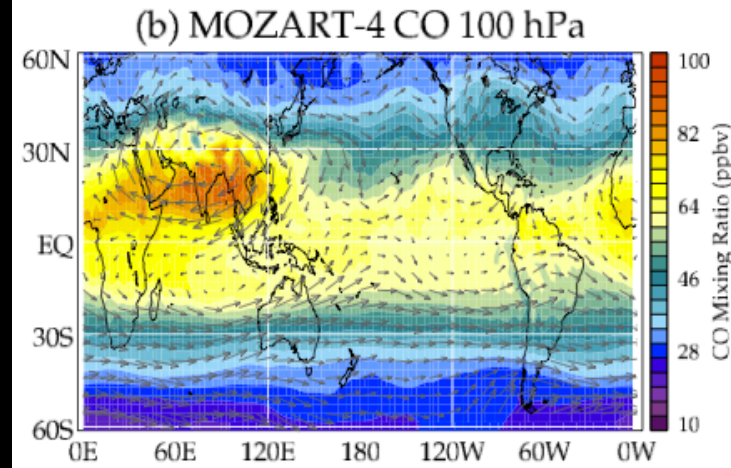 (b) MOZART-4 CO 100 hPa
60N
30N
EQ
30S
60S
0E 60E 120E 180 120W 60W 0W
100
82
64
46
28
10
CO Mixing Ratio (ppbv)